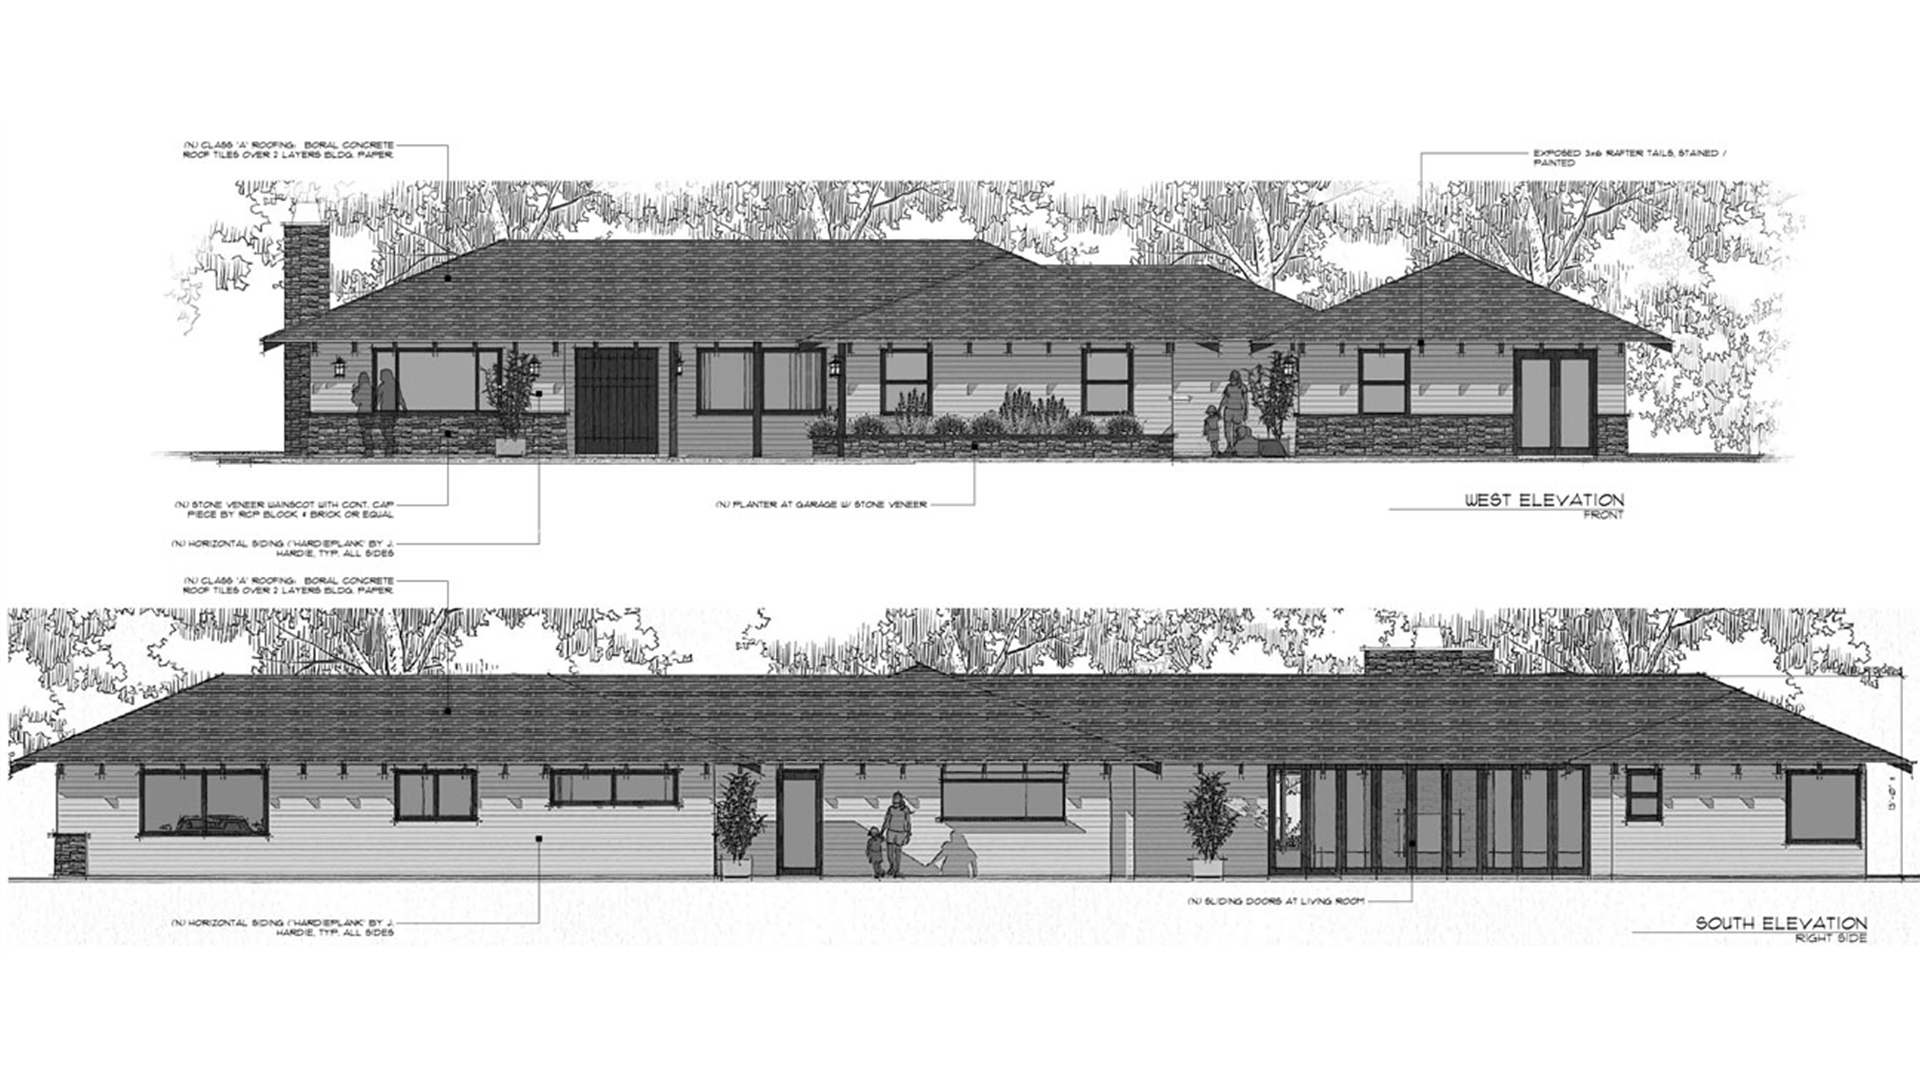 (N) CLASS 'A' ROOFING: BORAL CONCRETE
ROOF TILES OVER 2 LAYERS BLDG. PAPER.
EXPOSED 3x6 RAFTER TAILS, STAINED /
PAINTED
(N) STONE VENEER WAINSCOT WITH CONT. CAP
PIECE BY RCP BLOCK & BRICK OR EQUAL
(N) PLANTER AT GARAGE W/ STONE VENEER
WEST ELEVATION
FRONT
(N) HORIZONTAL SIDING ('HARDIEPLANK' BY J.
HARDIE, TYP. ALL SIDES
(N) CLASS 'A' ROOFING: BORAL CONCRETE
ROOF TILES OVER 2 LAYERS BLDG. PAPER.
13'-0"
(N) SLIDING DOORS AT LIVING ROOM
(N) HORIZONTAL SIDING ('HARDIEPLANK' BY J.
HARDIE, TYP. ALL SIDES
SOUTH ELEVATION
RIGHT SIDE